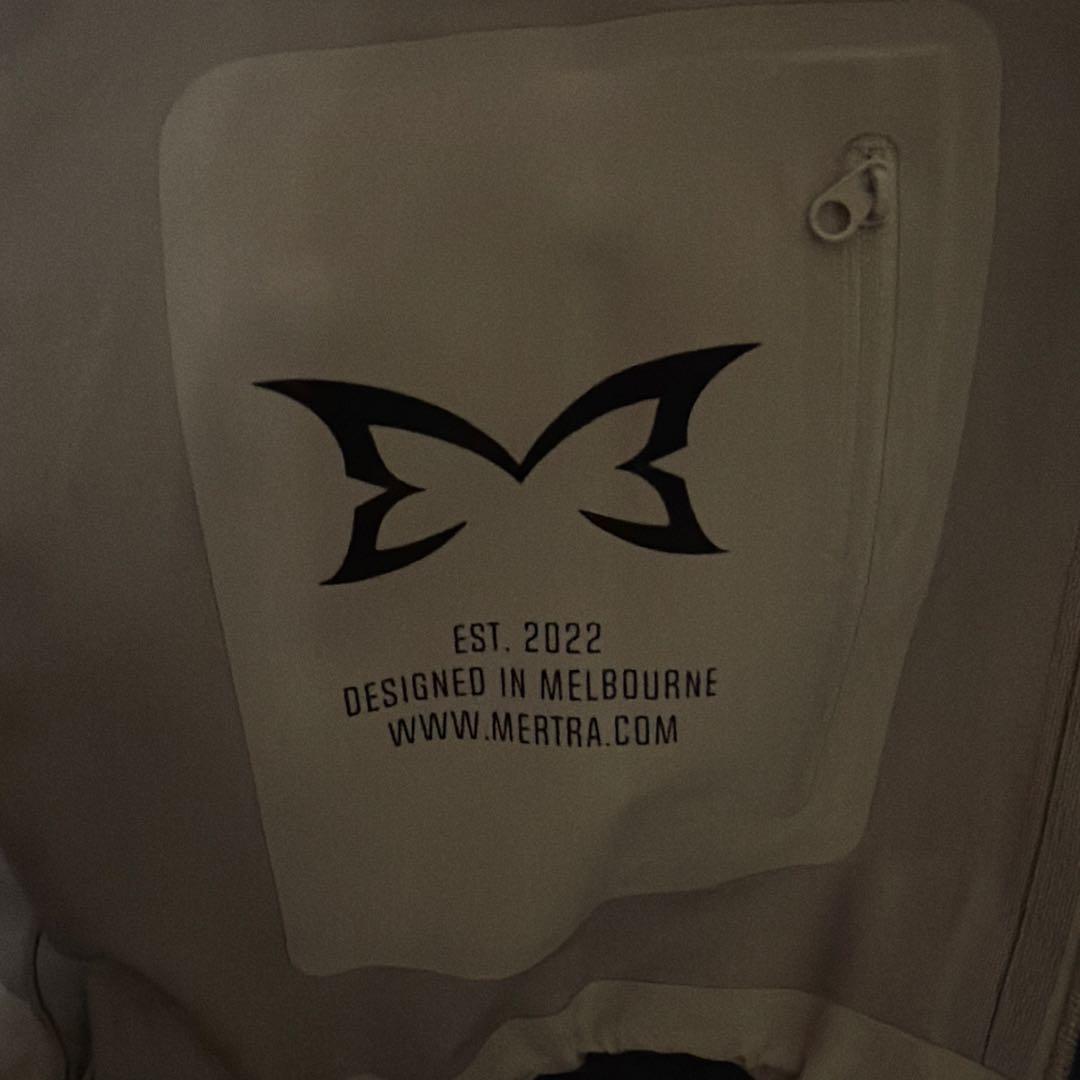 EST. 2022
DESIGNED IN MELBOURNE
WWW.MERTRA.COM